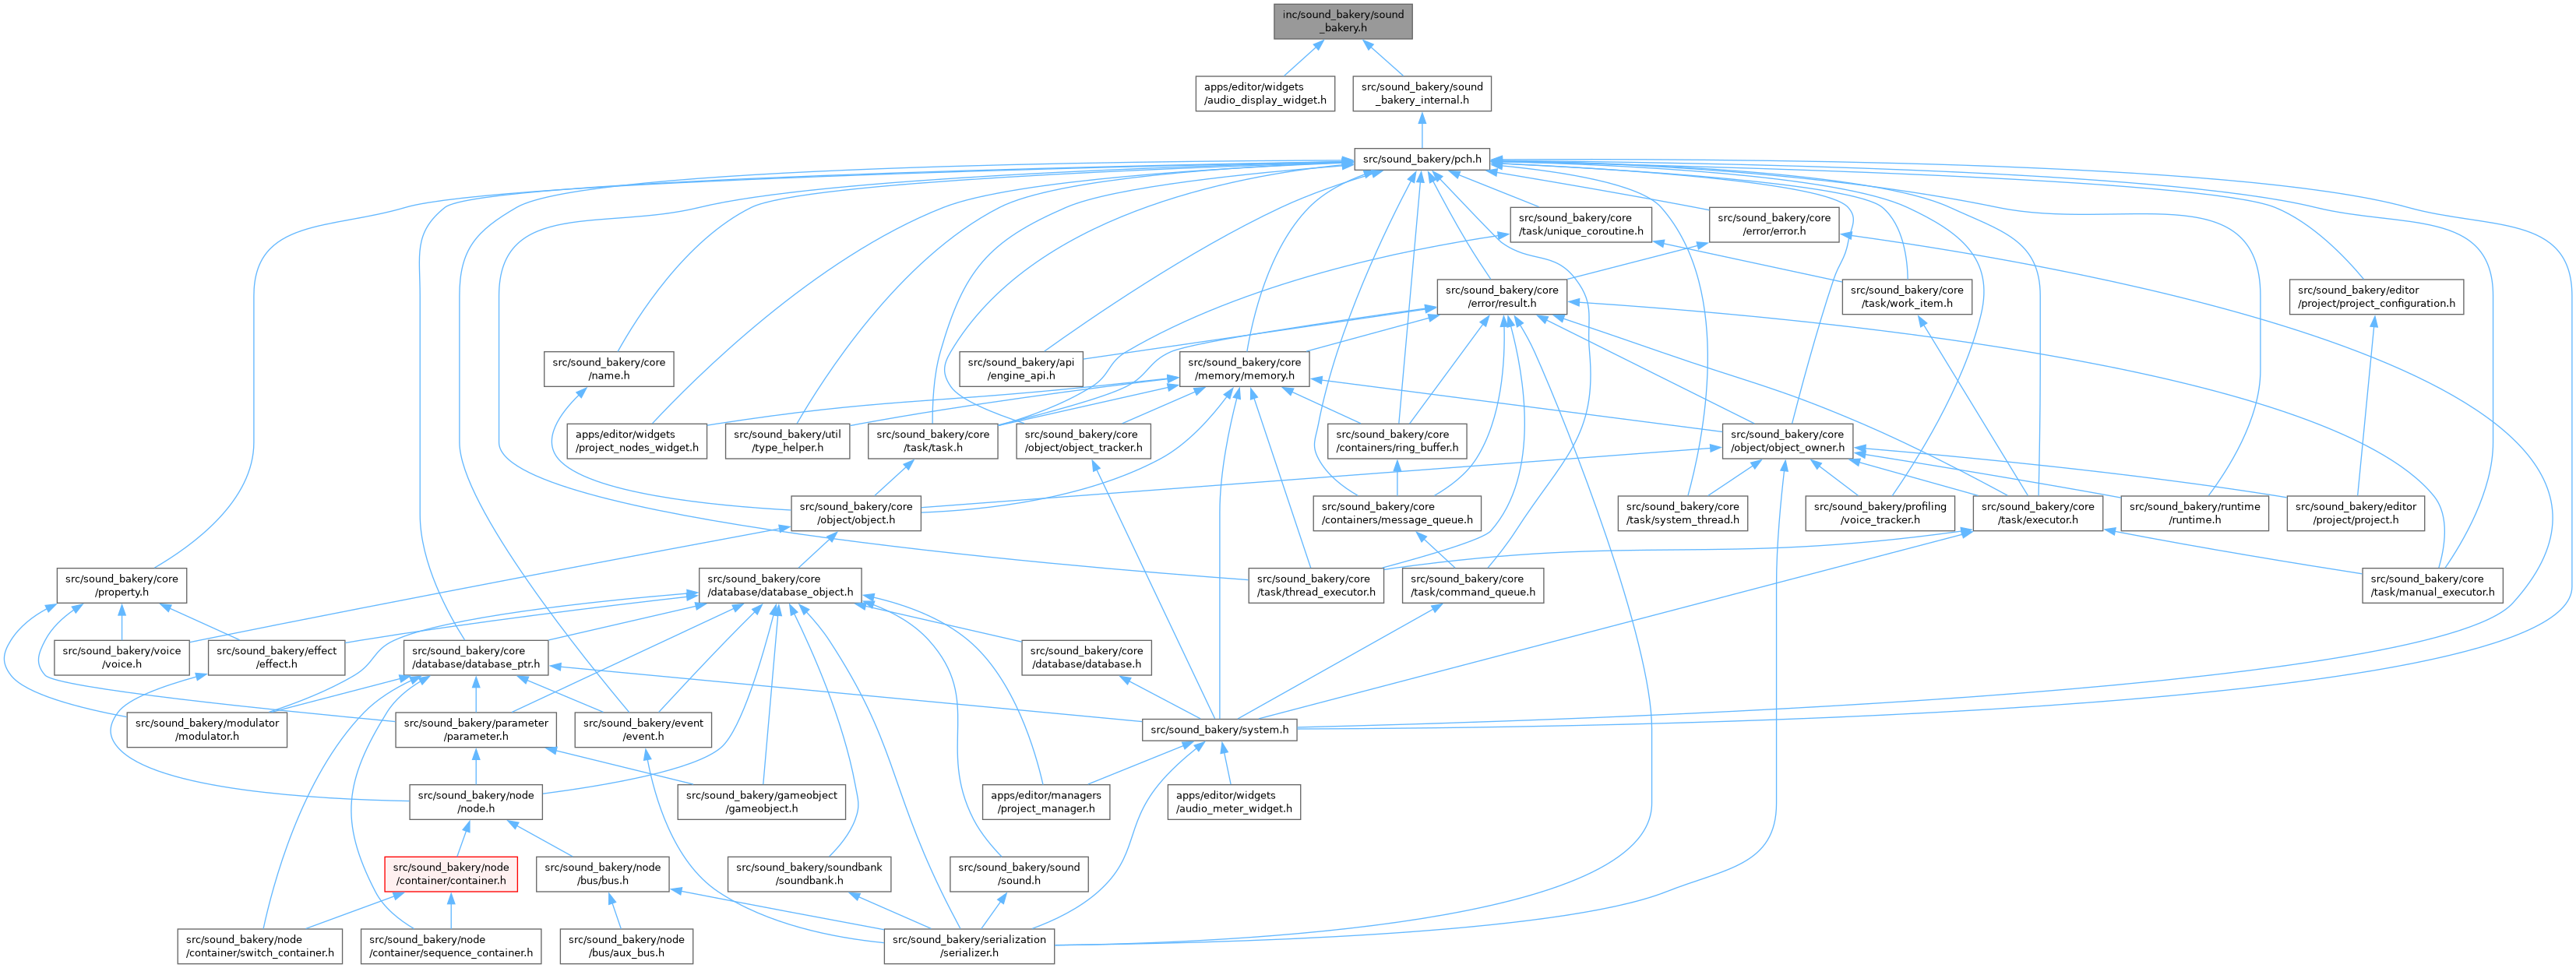 inc/sound_bakery/sound
_bakery.h
apps/editor/widgets
/audio_display_widget.h
src/sound_bakery/sound
_bakery_internal.h
src/sound_bakery/pch.h
src/sound_bakery/core
/task/unique_coroutine.h
src/sound_bakery/core
/error/error.h
src/sound_bakery/core
/error/result.h
src/sound_bakery/core
/task/work_item.h
src/sound_bakery/editor
/project/project_configuration.h
src/sound_bakery/core
/name.h
src/sound_bakery/api
/engine_api.h
src/sound_bakery/core
/memory/memory.h
apps/editor/widgets
/project_nodes_widget.h
src/sound_bakery/util
/type_helper.h
src/sound_bakery/core
/task/task.h
src/sound_bakery/core
/object/object_tracker.h
src/sound_bakery/core
/containers/ring_buffer.h
src/sound_bakery/core
/object/object_owner.h
src/sound_bakery/core
/object/object.h
src/sound_bakery/core
/containers/message_queue.h
src/sound_bakery/core
/task/system_thread.h
src/sound_bakery/profiling
/voice_tracker.h
src/sound_bakery/core
/task/executor.h
src/sound_bakery/runtime
/runtime.h
src/sound_bakery/editor
/project/project.h
src/sound_bakery/core
/property.h
src/sound_bakery/core
/database/database_object.h
src/sound_bakery/core
/task/thread_executor.h
src/sound_bakery/core
/task/command_queue.h
src/sound_bakery/core
/task/manual_executor.h
src/sound_bakery/voice
/voice.h
src/sound_bakery/effect
/effect.h
src/sound_bakery/core
/database/database_ptr.h
src/sound_bakery/core
/database/database.h
src/sound_bakery/modulator
/modulator.h
src/sound_bakery/parameter
/parameter.h
src/sound_bakery/event
/event.h
src/sound_bakery/system.h
src/sound_bakery/node
/node.h
src/sound_bakery/gameobject
/gameobject.h
apps/editor/managers
/project_manager.h
apps/editor/widgets
/audio_meter_widget.h
src/sound_bakery/node
/container/container.h
src/sound_bakery/node
/bus/bus.h
src/sound_bakery/soundbank
/soundbank.h
src/sound_bakery/sound
/sound.h
src/sound_bakery/node
/container/switch_container.h
src/sound_bakery/node
/container/sequence_container.h
src/sound_bakery/node
/bus/aux_bus.h
src/sound_bakery/serialization
/serializer.h